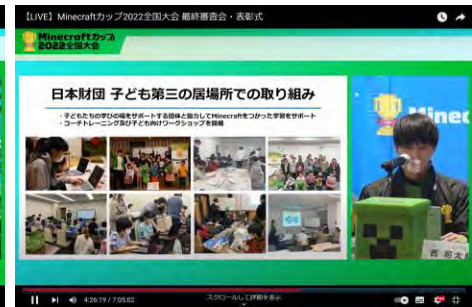 【LIVE】Minecraftカップ2022全国大会 最終審査会・表彰式
Minecraftカップ
2022全国大会
日本財団 子ども第三の居場所での取り組み
・子どもたちの学びの場をサポートする団体と協力してMinecraftをつかった学習をサポート
・コーチトレーニング及び子ども向けワークショップを開催
Minec
西 昭太
4:26:19 / 7:05:02
スクロールして詳細を表示